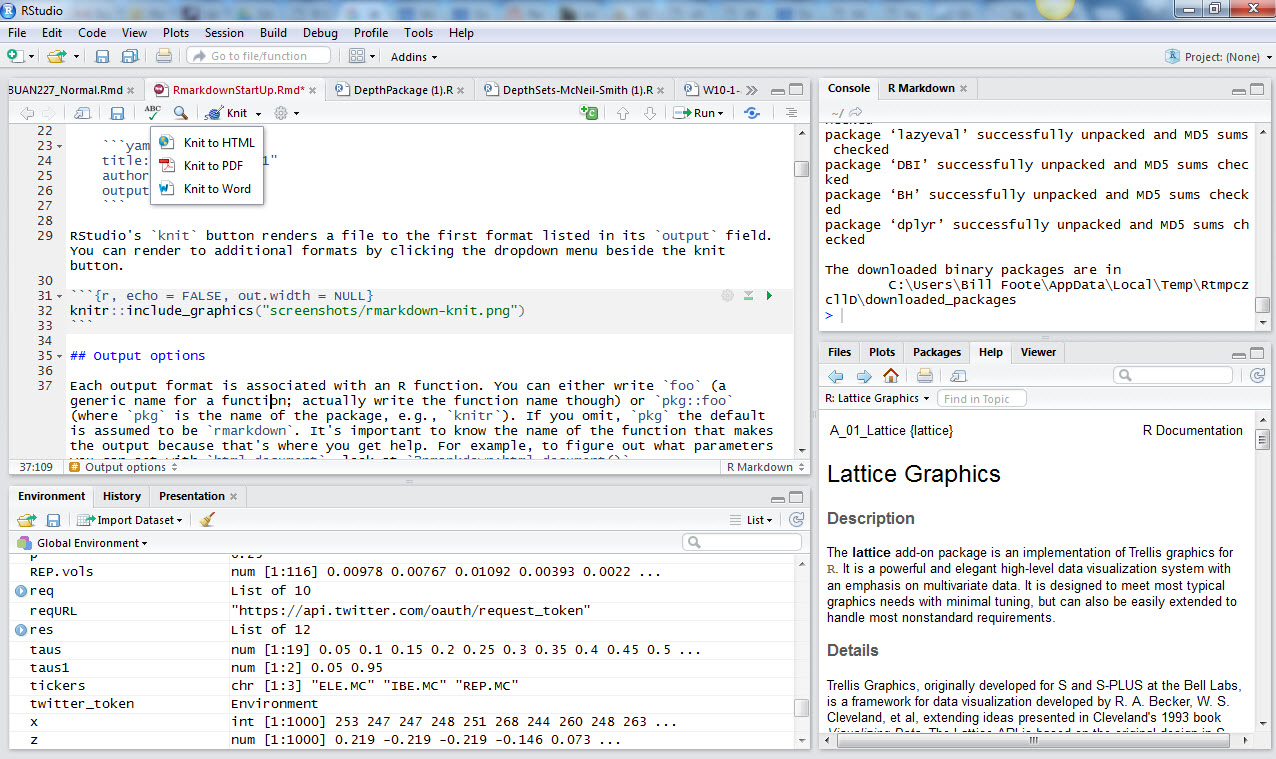 RStudio
File Edit Code View Plots Session Build Debug Profile Tools Help
Go to file/function Addins Project: (None)
BUAN227_Normal.Rmd RmarkdownStartUp.Rmd* DepthPackage (1).R DepthSets-McNeil-Smith (1).R W10-1-
ABC Knit Run
Knit to HTML
Knit to PDF
Knit to Word
22
23 ```yam
24 title: 1"
25 author
26 output
27 ```
28
29 RStudio's `knit` button renders a file to the first format listed in its `output` field.
You can render to additional formats by clicking the dropdown menu beside the knit
button.
30
31 ```{r, echo = FALSE, out.width = NULL}
32 knitr::include_graphics("screenshots/rmarkdown-knit.png")
33 ```
34
35 ## Output options
36
37 Each output format is associated with an R function. You can either write `foo` (a
generic name for a function; actually write the function name though) or `pkg::foo`
(where `pkg` is the name of the package, e.g., `knitr`). If you omit, `pkg` the default
is assumed to be `rmarkdown`. It's important to know the name of the function that makes
the output because that's where you get help. For example, to figure out what parameters
37:109 # Output options R Markdown
Environment History Presentation
Import Dataset List
Global Environment
p 0.25
REP.vols num [1:116] 0.00978 0.00767 0.01092 0.00393 0.0022 ...
req List of 10
reqURL "https://api.twitter.com/oauth/request_token"
res List of 12
taus num [1:19] 0.05 0.1 0.15 0.2 0.25 0.3 0.35 0.4 0.45 0.5 ...
taus1 num [1:2] 0.05 0.95
tickers chr [1:3] "ELE.MC" "IBE.MC" "REP.MC"
twitter_token Environment
x int [1:1000] 253 247 247 248 251 268 244 260 248 263 ...
z num [1:1000] 0.219 -0.219 -0.219 -0.146 0.073 ...
Console R Markdown
~/
package ‘lazyeval’ successfully unpacked and MD5 sums
checked
package ‘DBI’ successfully unpacked and MD5 sums chec
ked
package ‘BH’ successfully unpacked and MD5 sums check
ed
package ‘dplyr’ successfully unpacked and MD5 sums ch
ecked
The downloaded binary packages are in
C:\Users\Bill Foote\AppData\Local\Temp\Rtmpcz
cllD\downloaded_packages
>
Files Plots Packages Help Viewer
R: Lattice Graphics Find in Topic
A_01_Lattice {lattice} R Documentation
Lattice Graphics
Description
The lattice add-on package is an implementation of Trellis graphics for
R. It is a powerful and elegant high-level data visualization system with
an emphasis on multivariate data. It is designed to meet most typical
graphics needs with minimal tuning, but can also be easily extended to
handle most nonstandard requirements.
Details
Trellis Graphics, originally developed for S and S-PLUS at the Bell Labs,
is a framework for data visualization developed by R. A. Becker, W. S.
Cleveland, et al, extending ideas presented in Cleveland's 1993 book
Visualizing Data. The Lattice API is based on the original design in S